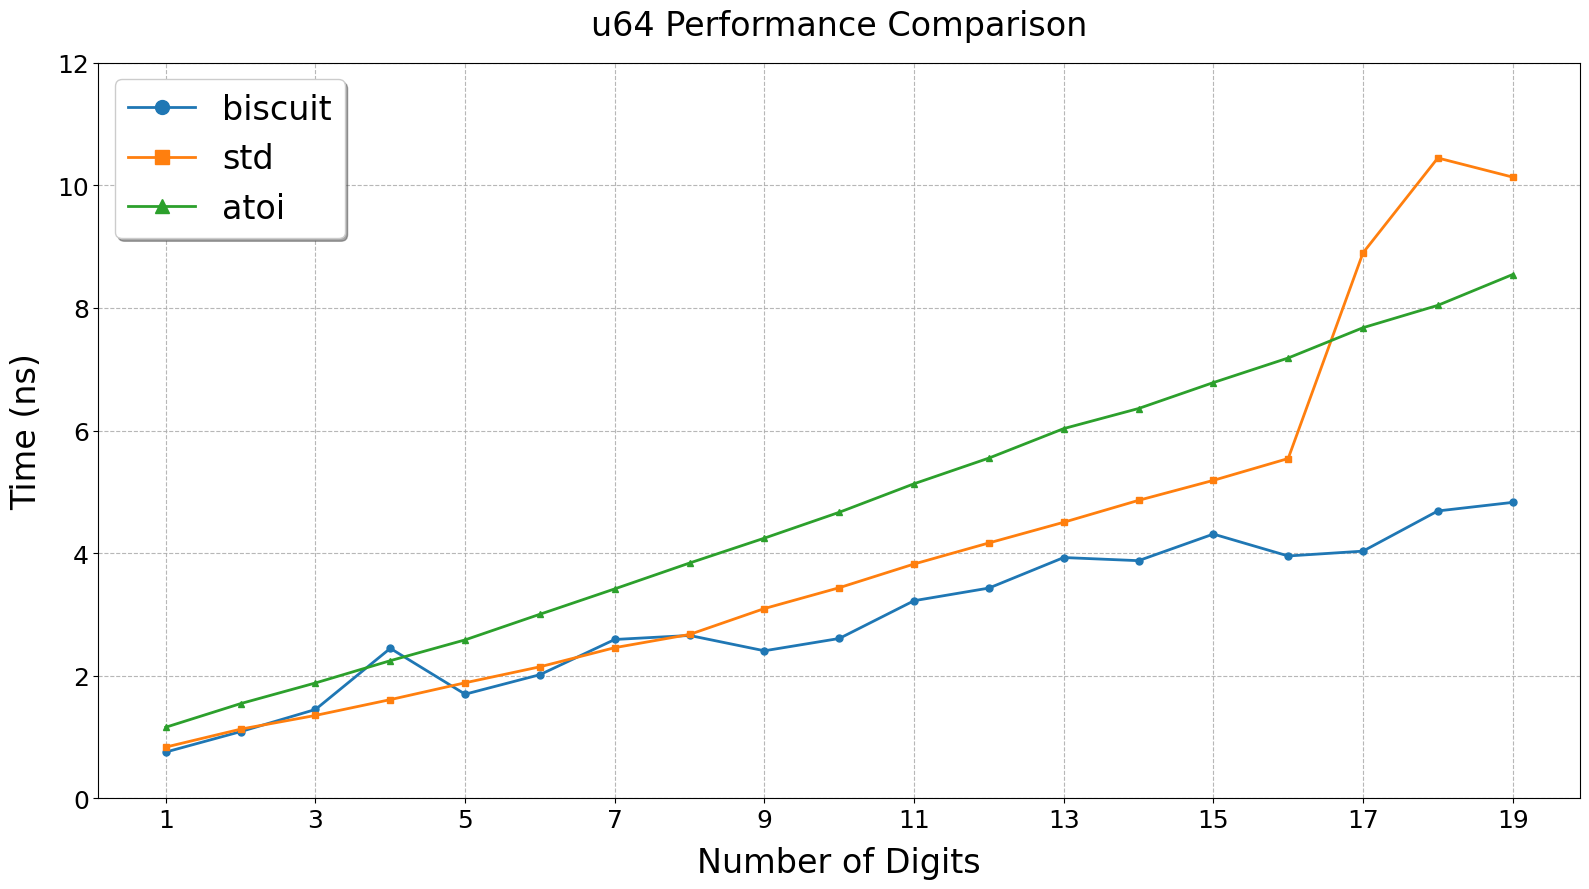 u64 Performance Comparison
biscuit
std
atoi
Time (ns)
12
10
8
6
4
2
0
1 3 5 7 9 11 13 15 17 19
Number of Digits